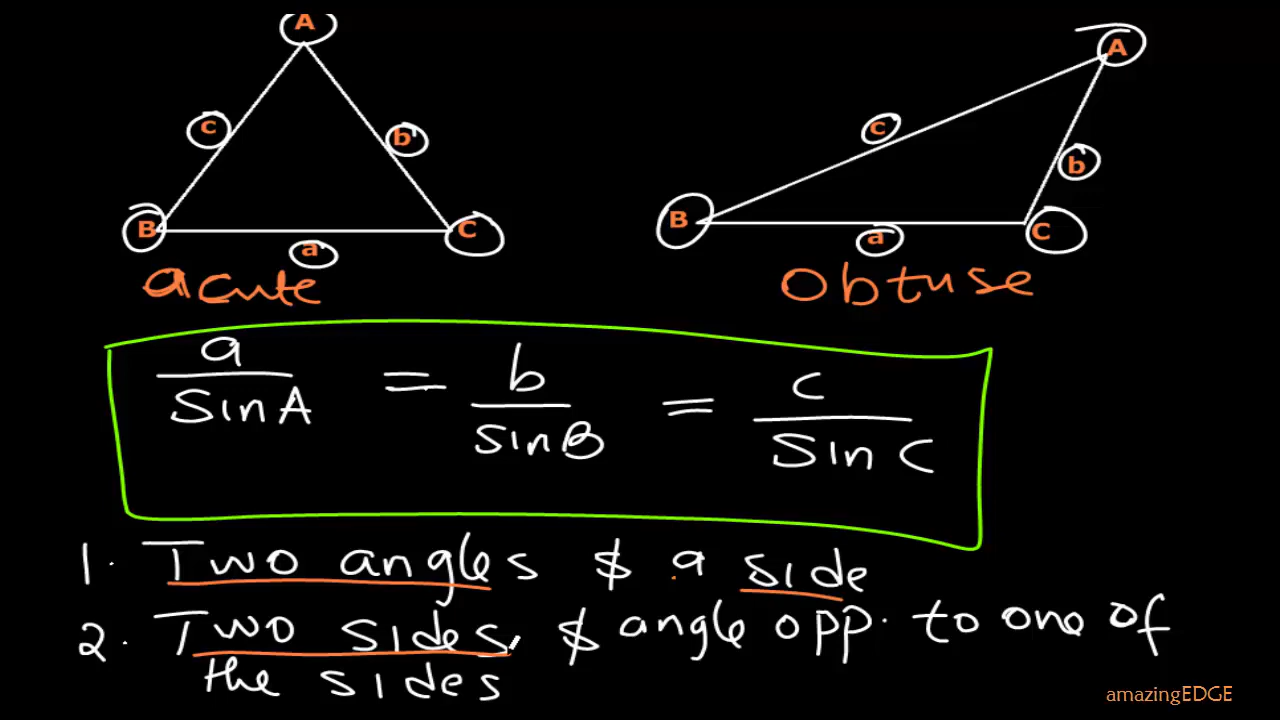 A
A
c
b
c
b
B
C
B
C
a
a
acute
Obtuse
a/SinA = b/sinB = c/Sin C
1. Two angles & a side
2. Two sides & angle opp. to one of
the sides
amazingEDGE